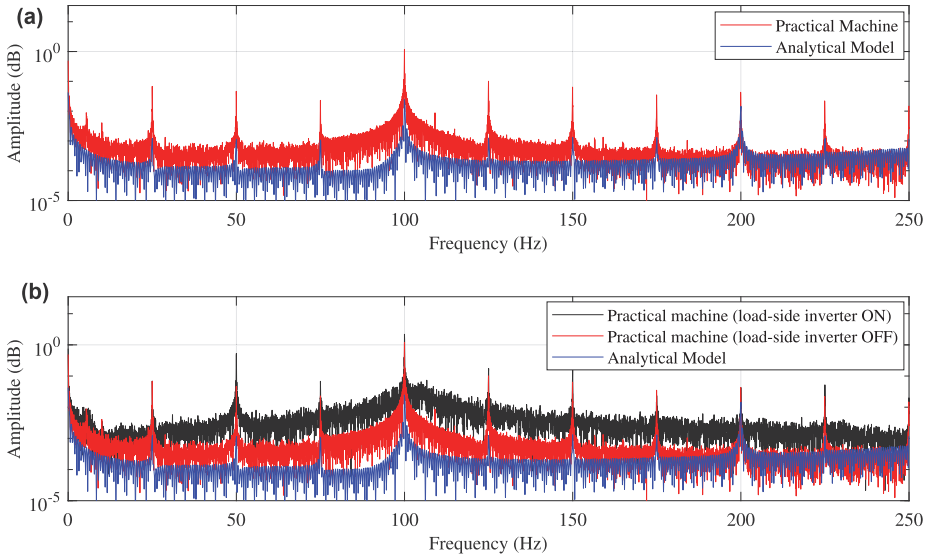 (a)
Practical Machine
Analytical Model
Amplitude (dB)
10^0
10^-5
0 50 100 150 200 250
Frequency (Hz)
(b)
Practical machine (load-side inverter ON)
Practical machine (load-side inverter OFF)
Analytical Model
Amplitude (dB)
10^0
10^-5
0 50 100 150 200 250
Frequency (Hz)